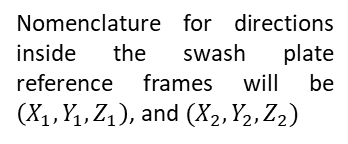 Nomenclature for directions
inside the swash plate
reference frames will be
(X₁, Y₁, Z₁), and (X₂, Y₂, Z₂)